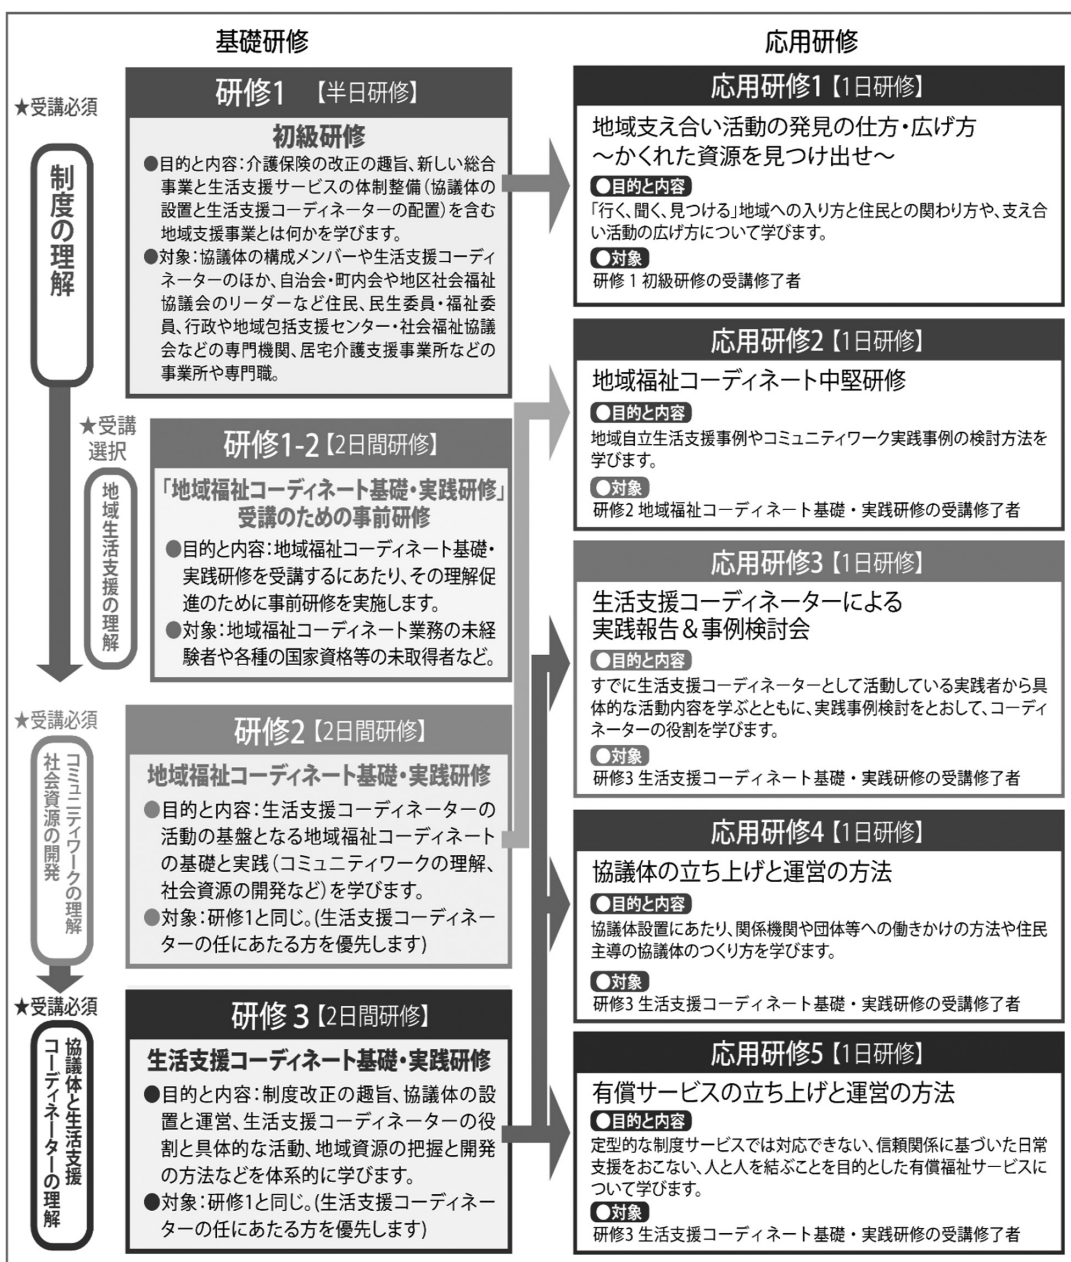 基礎研修
★受講必須
制度の理解
研修1 【半日研修】
初級研修
●目的と内容：介護保険の改正の趣旨、新しい総合
事業と生活支援サービスの体制整備（協議体の
設置と生活支援コーディネーターの配置）を含む
地域支援事業とは何かを学びます。
●対象：協議体の構成メンバーや生活支援コーディ
ネーターのほか、自治会・町内会や地区社会福祉
協議会のリーダーなど住民、民生委員・福祉委
員、行政や地域包括支援センター・社会福祉協議
会などの専門機関、居宅介護支援事業所などの
事業所や専門職。
★受講
選択
地域生活支援の理解
研修1-2【2日間研修】
「地域福祉コーディネート基礎・実践研修」
受講のための事前研修
●目的と内容：地域福祉コーディネート基礎・
実践研修を受講するにあたり、その理解促
進のために事前研修を実施します。
●対象：地域福祉コーディネート業務の未経
験者や各種の国家資格等の未取得者など。
★受講必須
コミュニティワークの理解
社会資源の開発
研修2【2日間研修】
地域福祉コーディネート基礎・実践研修
●目的と内容：生活支援コーディネーターの
活動の基盤となる地域福祉コーディネート
の基礎と実践（コミュニティワークの理解、
社会資源の開発など）を学びます。
●対象：研修1と同じ。(生活支援コーディネー
ターの任にあたる方を優先します)
★受講必須
協議体と生活支援
コーディネーターの理解
研修 3【2日間研修】
生活支援コーディネート基礎・実践研修
●目的と内容：制度改正の趣旨、協議体の設
置と運営、生活支援コーディネーターの役
割と具体的な活動、地域資源の把握と開発
の方法などを体系的に学びます。
●対象：研修1と同じ。(生活支援コーディネー
ターの任にあたる方を優先します)
応用研修
応用研修1【1日研修】
地域支え合い活動の発見の仕方・広げ方
～かくれた資源を見つけ出せ～
●目的と内容
「行く、聞く、見つける」地域への入り方と住民との関わり方や、支え合
い活動の広げ方について学びます。
●対象
研修 1 初級研修の受講修了者
応用研修2【1日研修】
地域福祉コーディネート中堅研修
●目的と内容
地域自立生活支援事例やコミュニティワーク実践事例の検討方法を
学びます。
●対象
研修2 地域福祉コーディネート基礎・実践研修の受講修了者
応用研修3【1日研修】
生活支援コーディネーターによる
実践報告＆事例検討会
●目的と内容
すでに生活支援コーディネーターとして活動している実践者から具
体的な活動内容を学ぶとともに、実践事例検討をとおして、コーディ
ネーターの役割を学びます。
●対象
研修3 生活支援コーディネート基礎・実践研修の受講修了者
応用研修4【1日研修】
協議体の立ち上げと運営の方法
●目的と内容
協議体設置にあたり、関係機関や団体等への働きかけの方法や住民
主導の協議体のつくり方を学びます。
●対象
研修3 生活支援コーディネート基礎・実践研修の受講修了者
応用研修5【1日研修】
有償サービスの立ち上げと運営の方法
●目的と内容
定型的な制度サービスでは対応できない、信頼関係に基づいた日常
支援をおこない、人と人を結ぶことを目的とした有償福祉サービスに
ついて学びます。
●対象
研修3 生活支援コーディネート基礎・実践研修の受講修了者